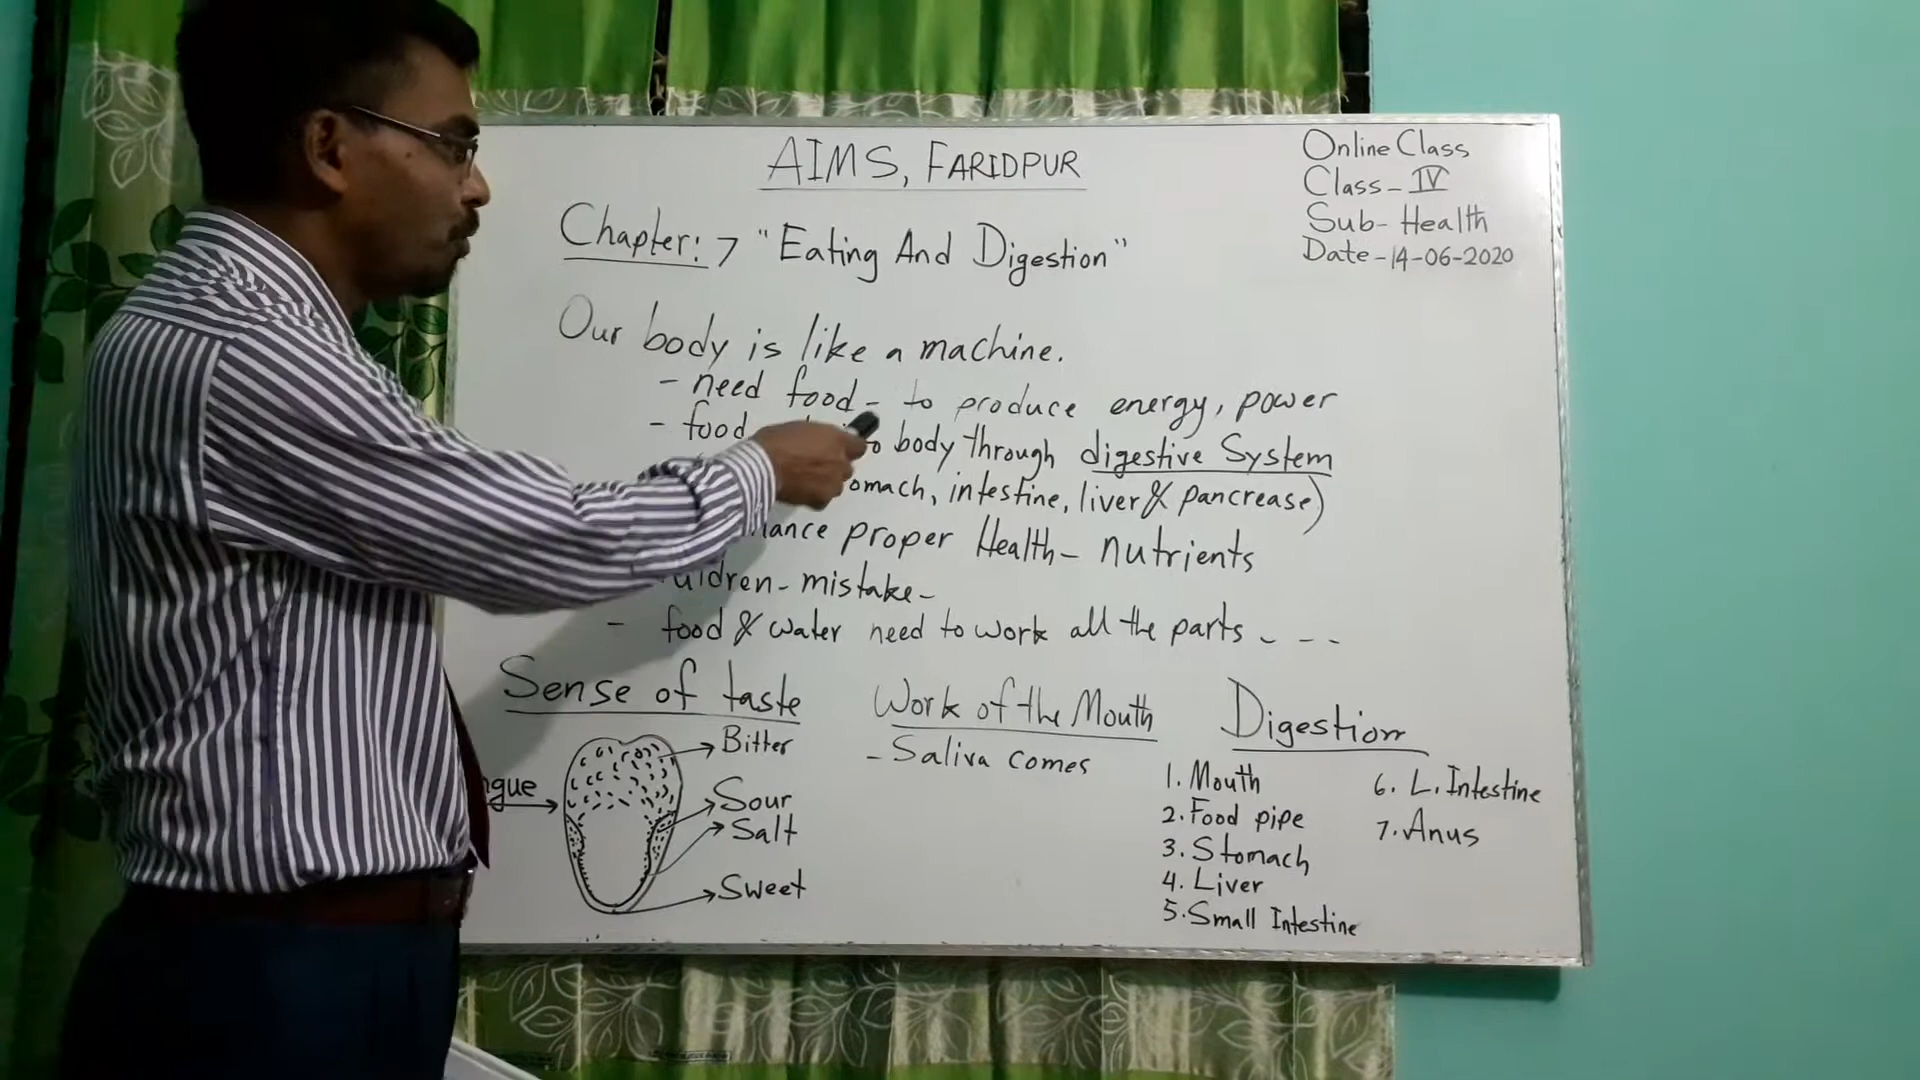 AIMS, FARIDPUR
Online Class
Class- IV
Sub- Health
Date -14-06-2020
Chapter: 7 "Eating And Digestion"
Our body is like a machine.
- need food - to produce energy, power
- food body through digestive System
intestine, liver & pancrease)
proper Health - nutrients
mistake -
- food & water need to work all the parts - - -
Sense of taste
Bitter
Sour
Salt
Sweet
Work of the Mouth
- Saliva comes
Digestion
1. Mouth
2. Food pipe
3. Stomach
4. Liver
5. Small Intestine
6. L. Intestine
7. Anus